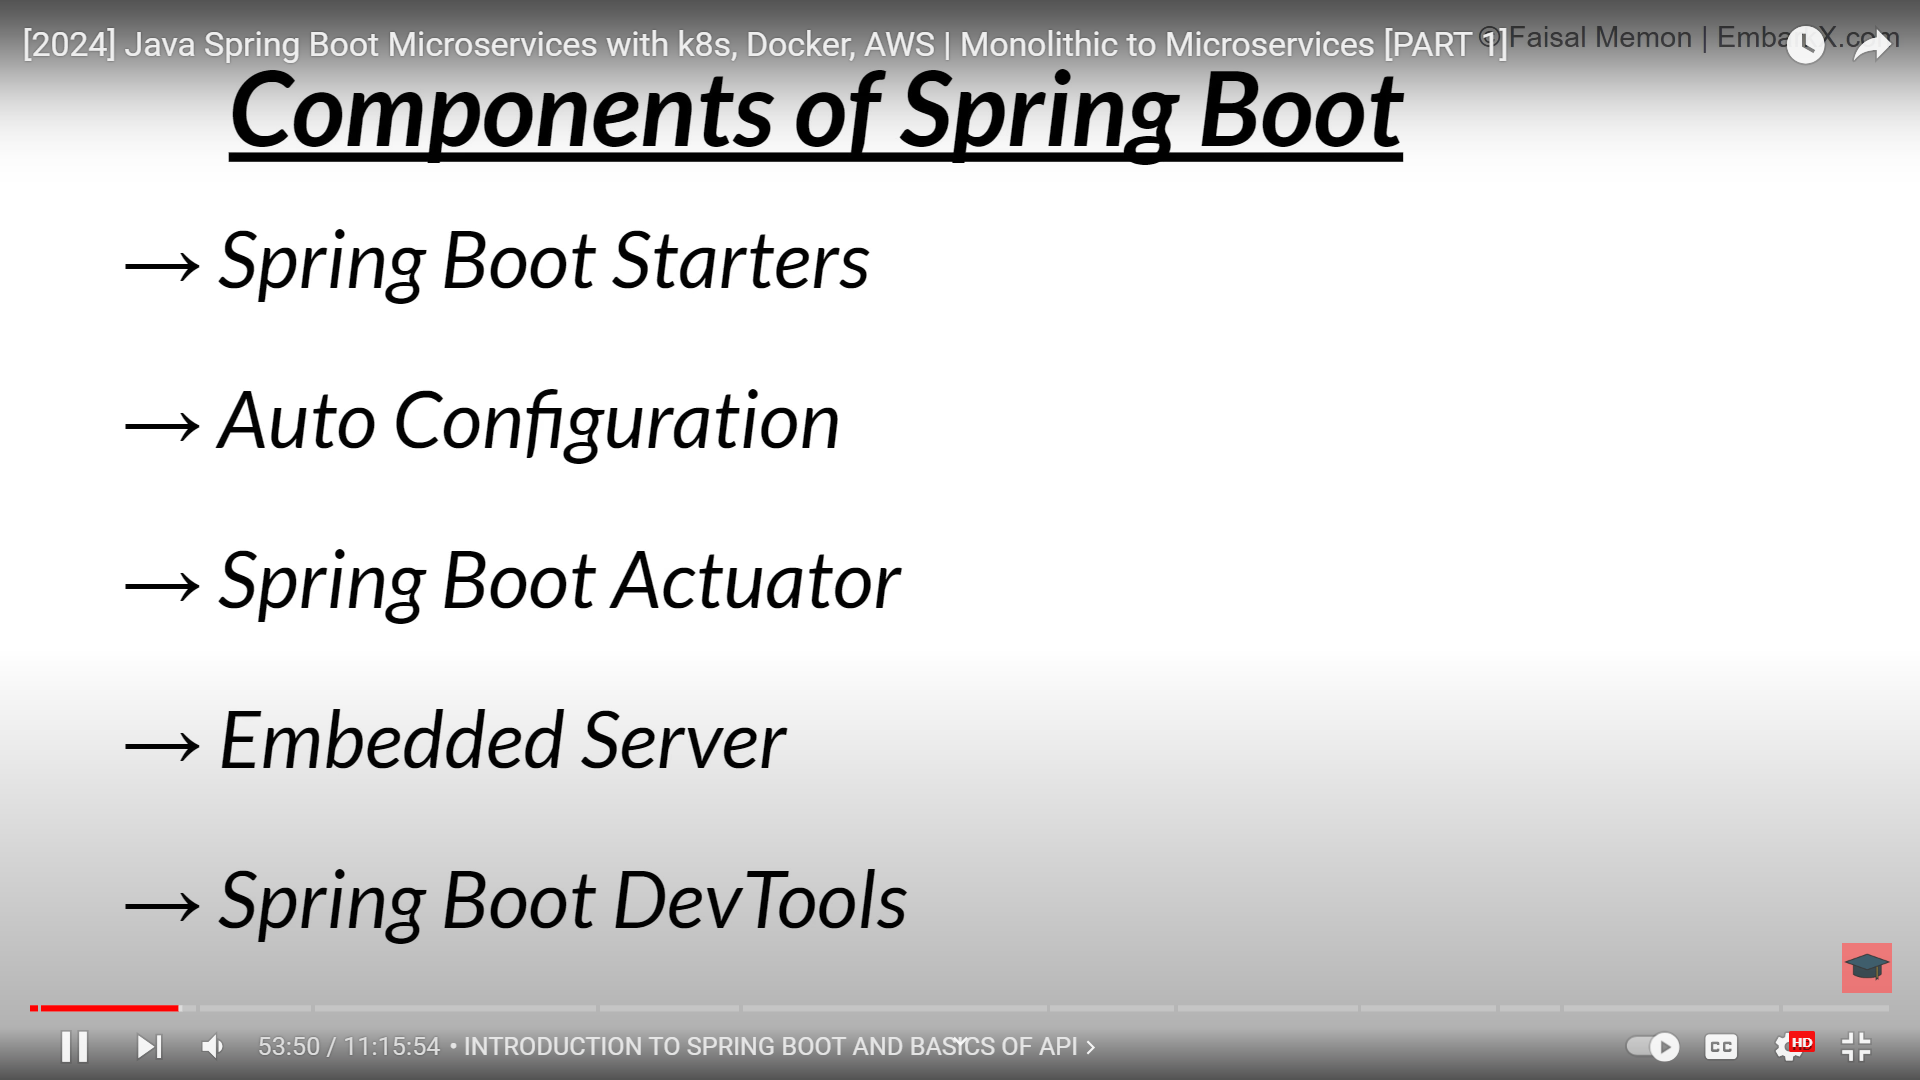 [2024] Java Spring Boot Microservices with k8s, Docker, AWS | Monolithic to Microservices [PART 1]
© Faisal Memon | EmbarkX.com
Components of Spring Boot
→ Spring Boot Starters
→ Auto Configuration
→ Spring Boot Actuator
→ Embedded Server
→ Spring Boot DevTools
53:50 / 11:15:54 • INTRODUCTION TO SPRING BOOT AND BASICS OF API >
CC
HD